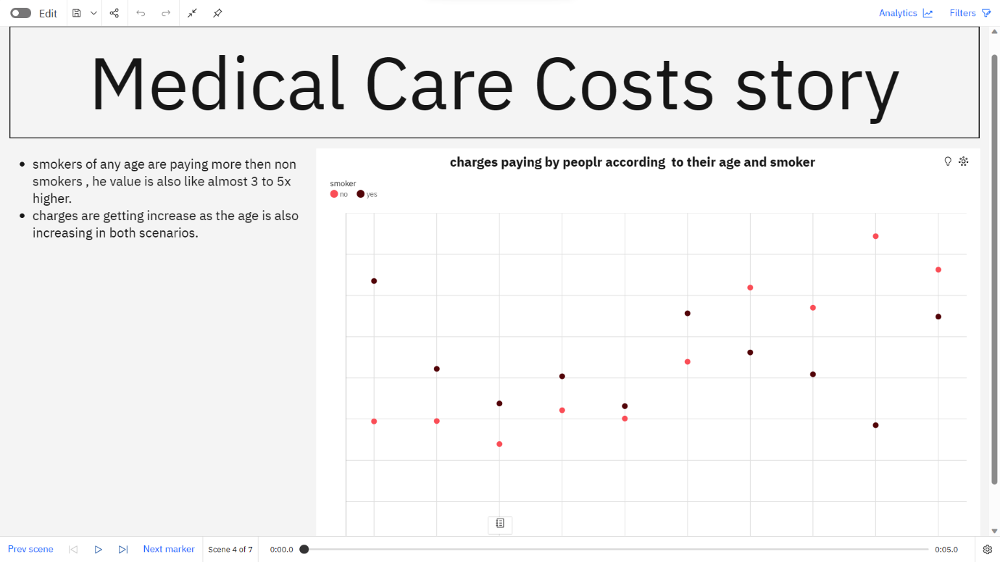 Edit
Analytics
Filters
Medical Care Costs story
• smokers of any age are paying more then non
smokers , he value is also like almost 3 to 5x
higher.
• charges are getting increase as the age is also
increasing in both scenarios.
charges paying by peoplr according  to their age and smoker
smoker
no yes
Prev scene
Next marker
Scene 4 of 7
0:00.0
0:05.0